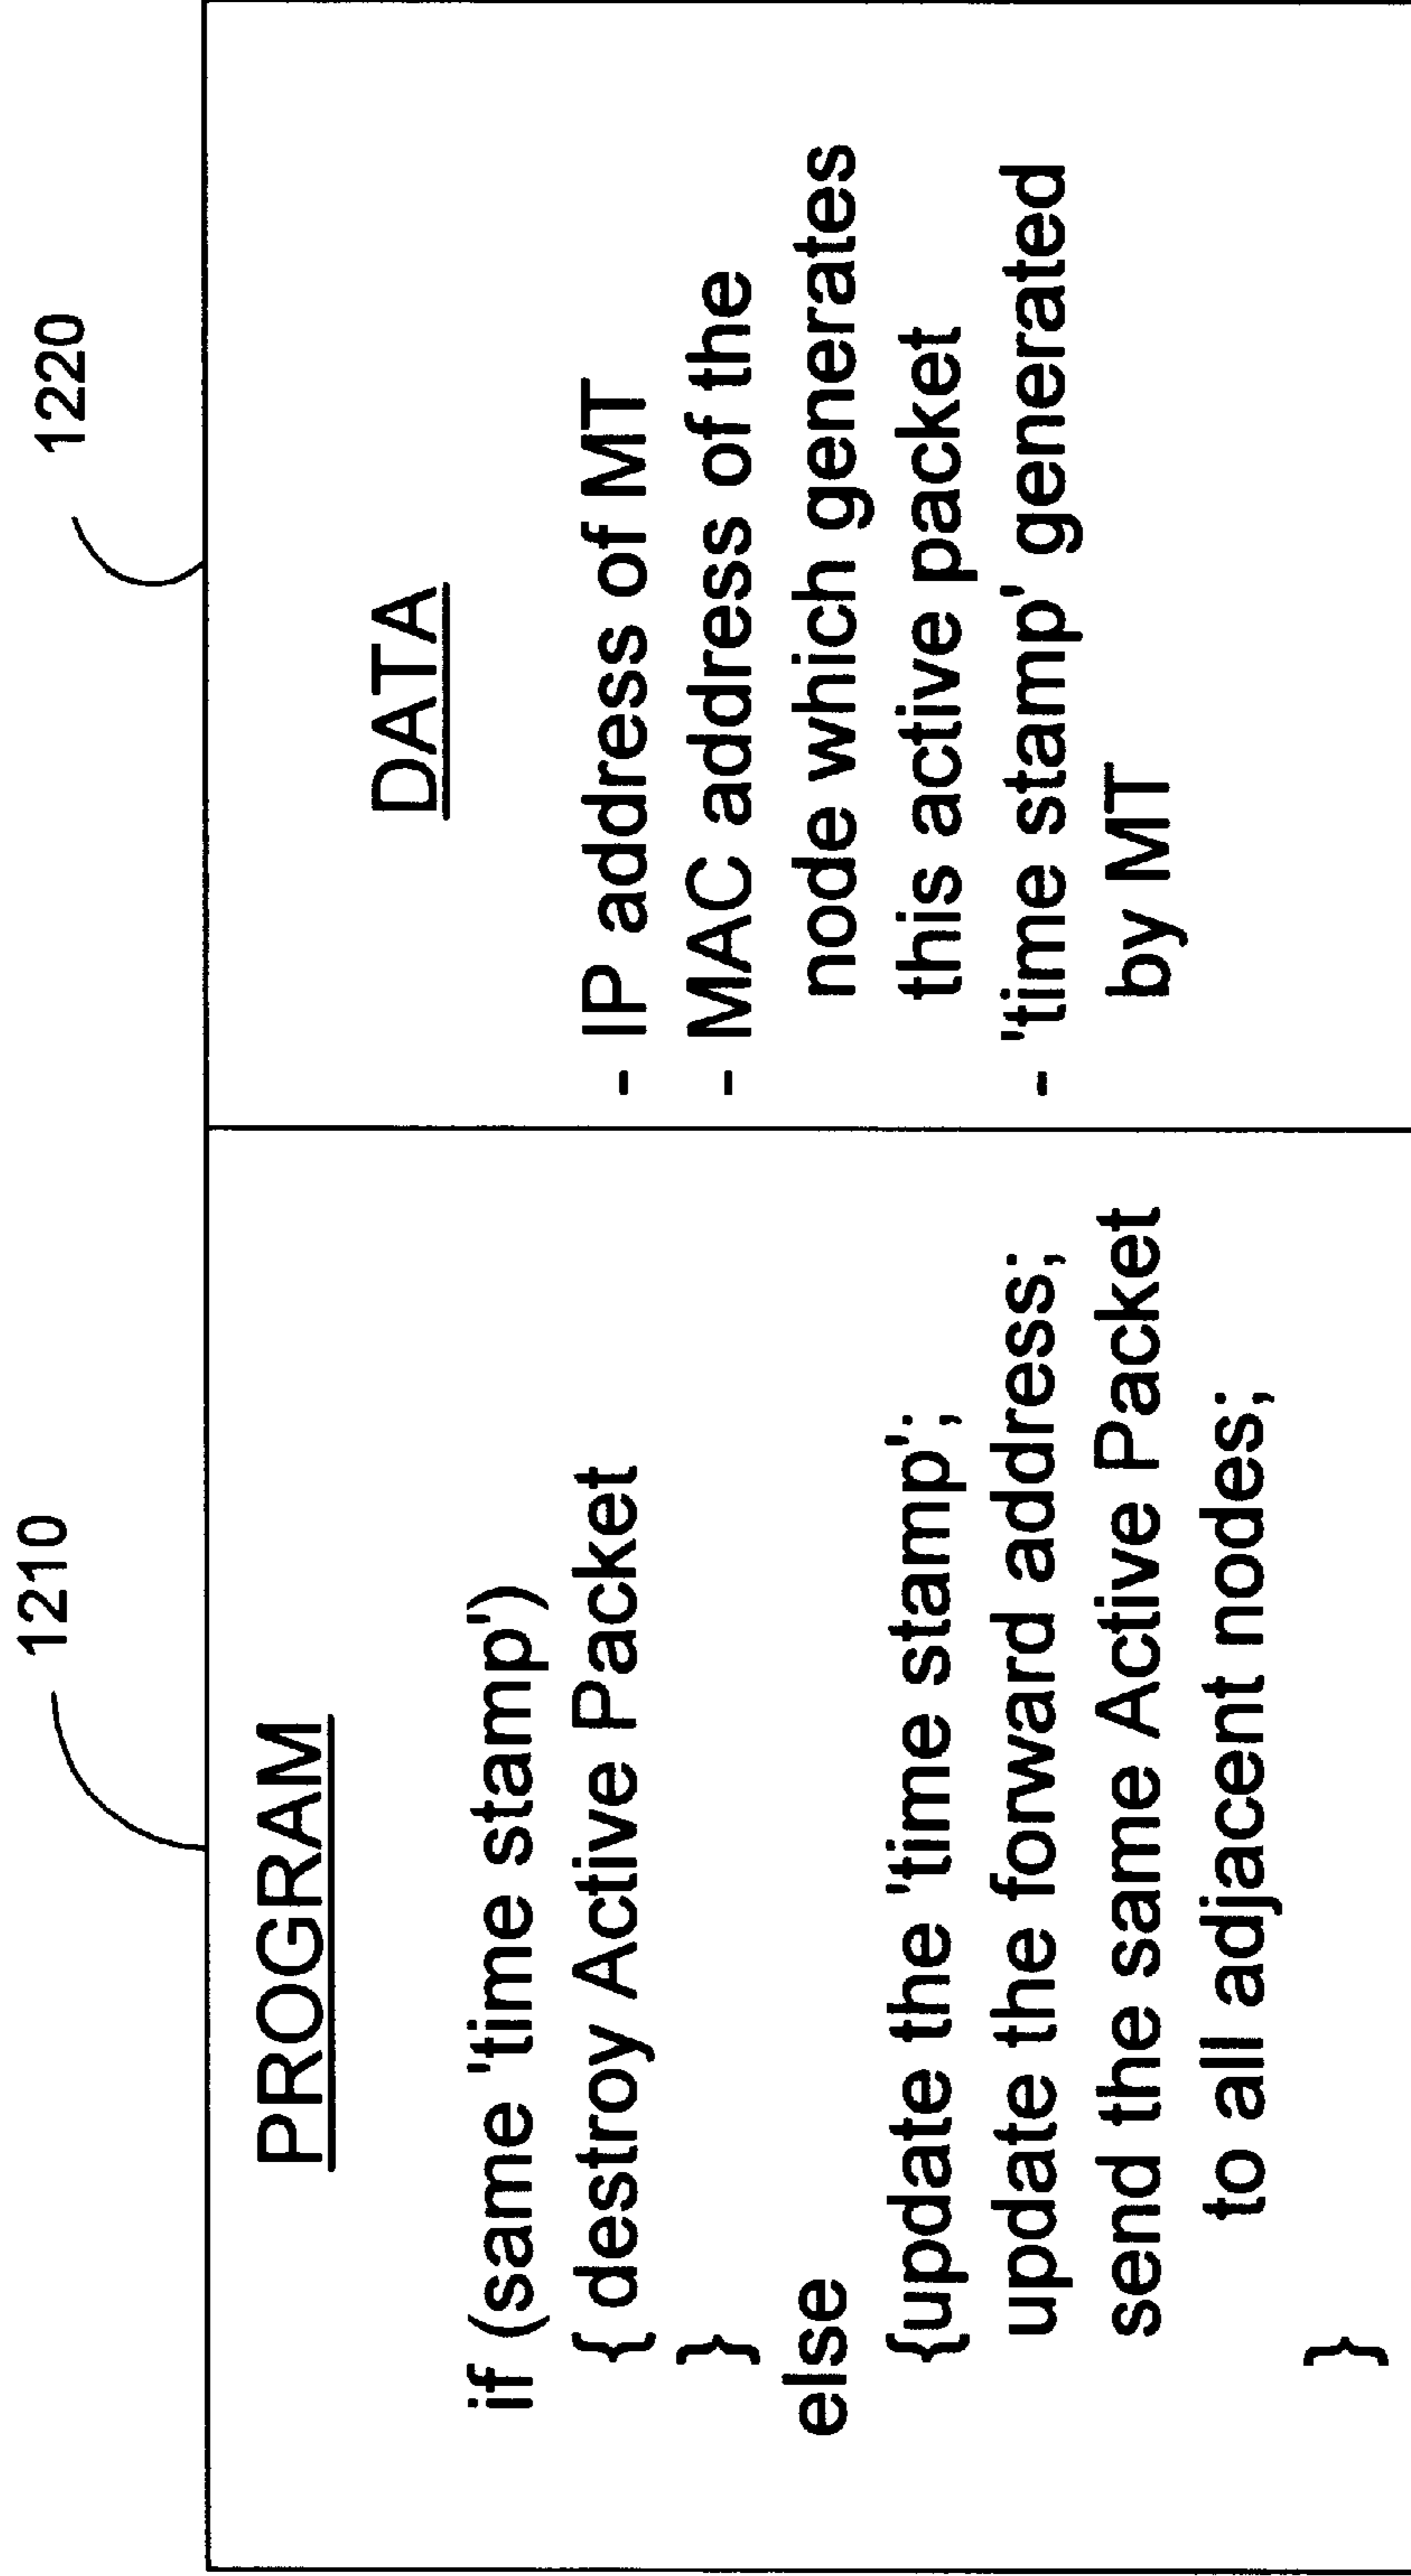 1210
PROGRAM
if (same 'time stamp')
{ destroy Active Packet
}
else
{update the 'time stamp';
update the forward address;
send the same Active Packet
to all adjacent nodes;
}
1220
DATA
- IP address of MT
- MAC address of the
node which generates
this active packet
- 'time stamp' generated
by MT